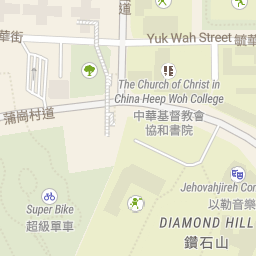 道
Yuk Wah Street
毓華
華街
The Church of Christ in
China Heep Woh College
中華基督教會
協和書院
蒲崗村道
Jehovahjireh Co
以勒音樂
Super Bike
超級單車
DIAMOND HILL
鑽石山